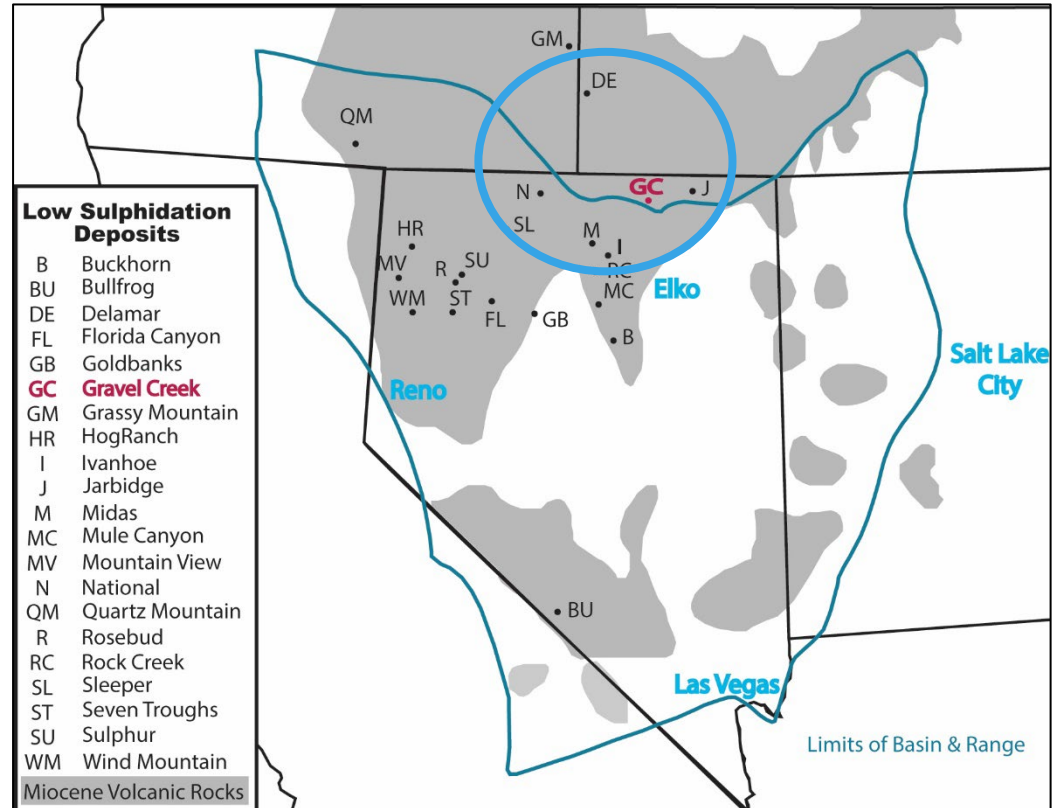 GM
DE
QM
GC
J
N
SL
M
I
RC
MC
B
HR
MV
R
SU
WM
ST
FL
GB
Elko
Reno
Salt Lake
City
BU
Las Vegas
Limits of Basin & Range
Low Sulphidation
Deposits
B Buckhorn
BU Bullfrog
DE Delamar
FL Florida Canyon
GB Goldbanks
GC Gravel Creek
GM Grassy Mountain
HR HogRanch
I Ivanhoe
J Jarbidge
M Midas
MC Mule Canyon
MV Mountain View
N National
QM Quartz Mountain
R Rosebud
RC Rock Creek
SL Sleeper
ST Seven Troughs
SU Sulphur
WM Wind Mountain
Miocene Volcanic Rocks